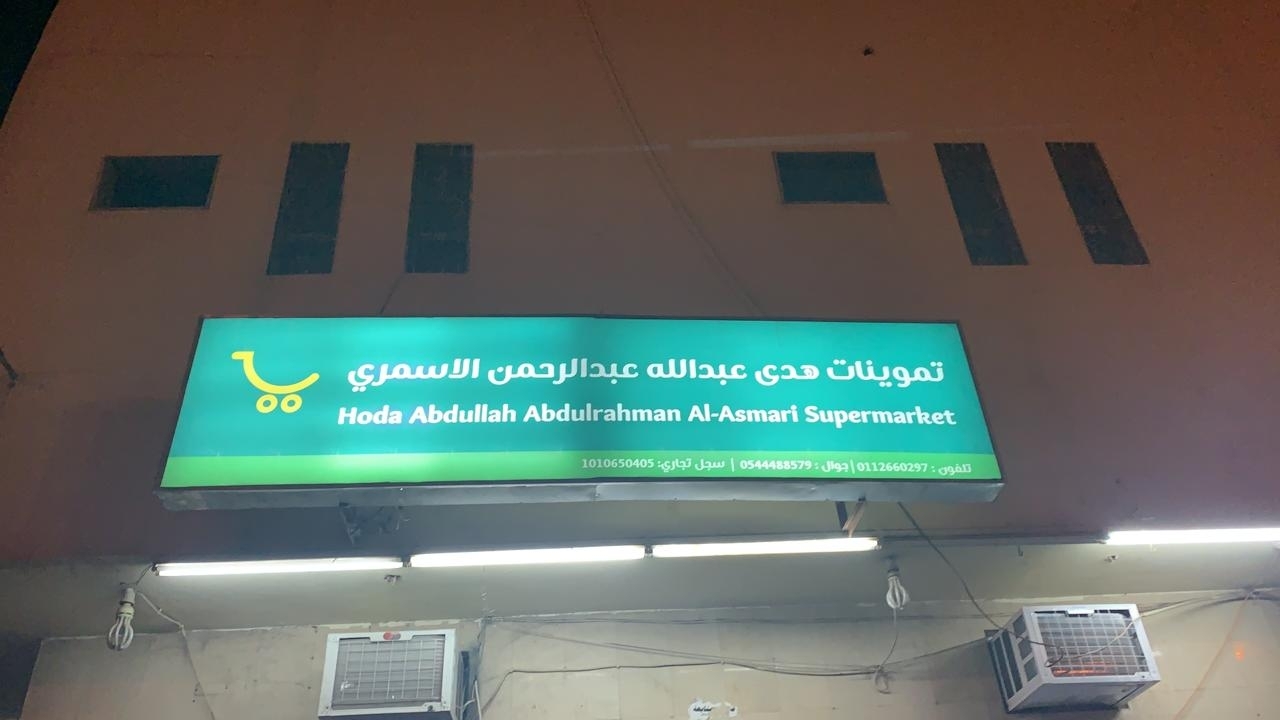 تموينات هدى عبدالله عبدالرحمن الاسمري
Hoda Abdullah Abdulrahman Al-Asmari Supermarket
تلفون : 0112660297 | جوال : 0544488579 | سجل تجاري: 1010650405